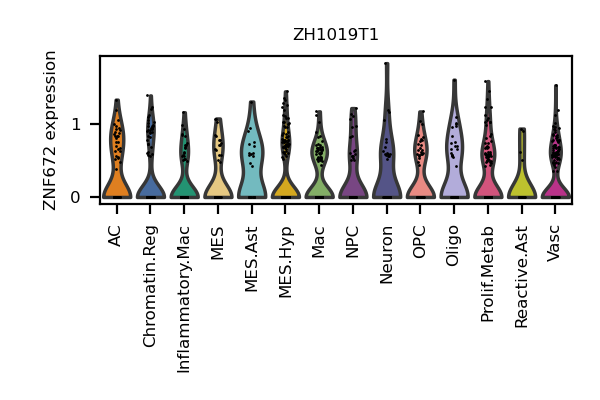 ZH1019T1
ZNF672 expression
1
0
AC
Chromatin.Reg
Inflammatory.Mac
MES
MES.Ast
MES.Hyp
Mac
NPC
Neuron
OPC
Oligo
Prolif.Metab
Reactive.Ast
Vasc